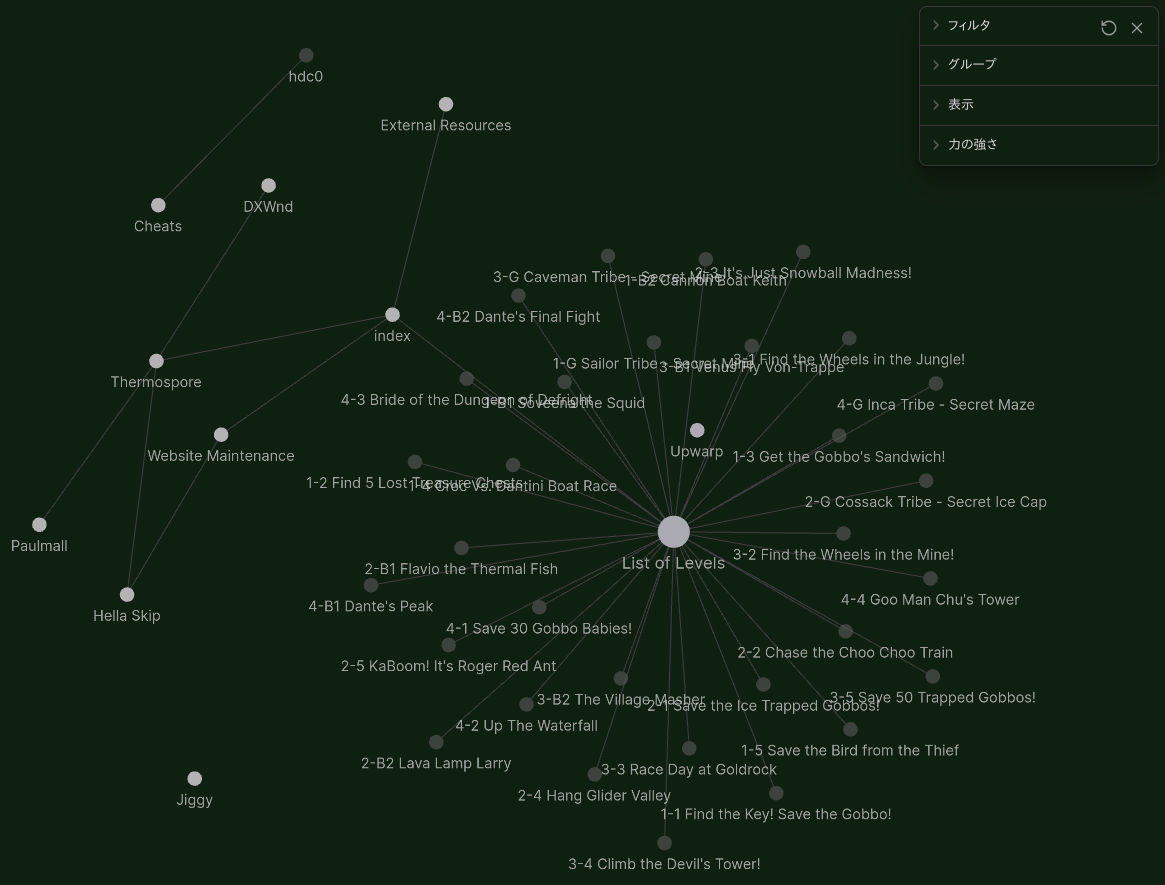 フィルタ
グループ
表示
力の強さ
hdc0
External Resources
Cheats
DXWnd
3-G Caveman Tribe - Secret Mine
1-B2 Cannon Boat Keith
2-3 It's Just Snowball Madness!
4-B2 Dante's Final Fight
index
1-G Sailor Tribe - Secret Mine
3-B1 Venus Fly Von-Trappe
3-1 Find the Wheels in the Jungle!
Thermospore
4-3 Bride of the Dungeon of Defright
1-B1 Soveena the Squid
4-G Inca Tribe - Secret Maze
Website Maintenance
Upwarp
1-3 Get the Gobbo's Sandwich!
1-2 Find 5 Lost Treasure Chests
1-4 Croc Vs. Dantini Boat Race
2-G Cossack Tribe - Secret Ice Cap
Paulmall
3-2 Find the Wheels in the Mine!
List of Levels
2-B1 Flavio the Thermal Fish
4-B1 Dante's Peak
4-4 Goo Man Chu's Tower
Hella Skip
4-1 Save 30 Gobbo Babies!
2-2 Chase the Choo Choo Train
2-5 KaBoom! It's Roger Red Ant
3-B2 The Village Masher
2-1 Save the Ice Trapped Gobbos!
3-5 Save 50 Trapped Gobbos!
4-2 Up The Waterfall
1-5 Save the Bird from the Thief
2-B2 Lava Lamp Larry
3-3 Race Day at Goldrock
Jiggy
2-4 Hang Glider Valley
1-1 Find the Key! Save the Gobbo!
3-4 Climb the Devil's Tower!